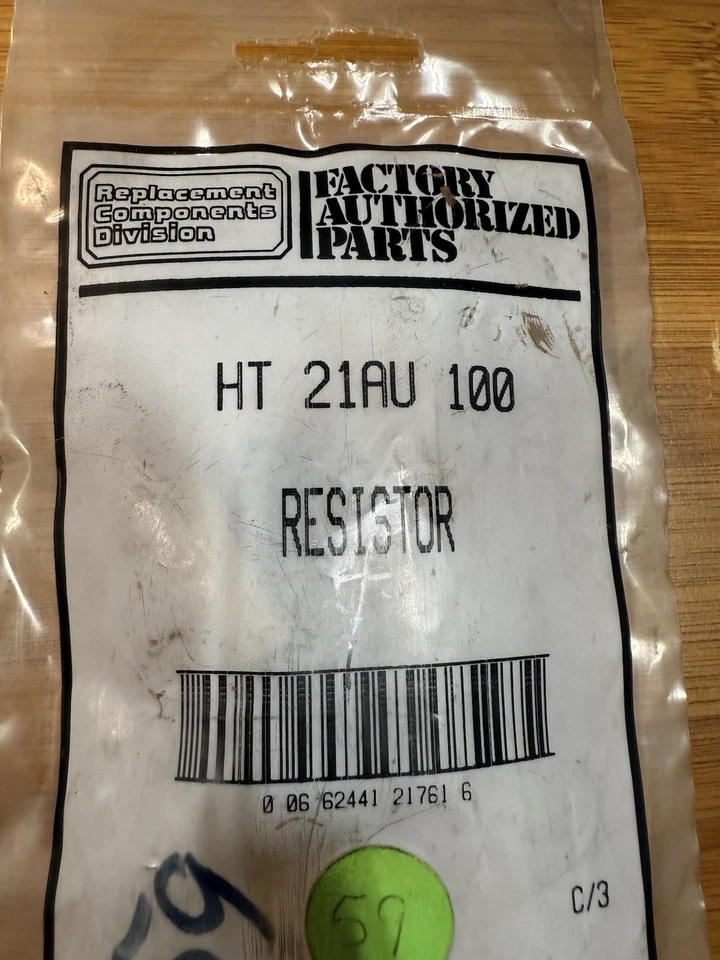 Replacement
Components
Division
FACTORY
AUTHORIZED
PARTS
HT 21AU 100
RESISTOR
0 06 62441 21761 6
C/3
59